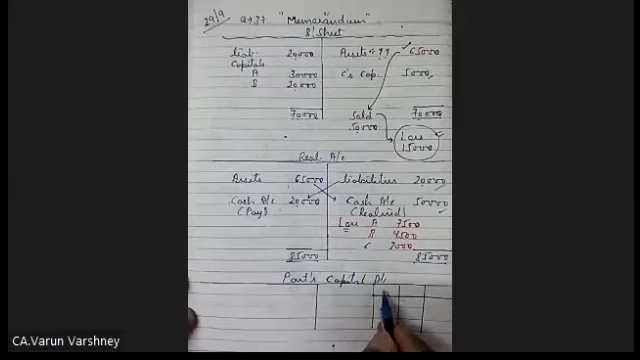 29/9 Q→37 "Memorandum"
B/Sheet
Liab. 20000 Assets ?? 65000
Capitals C's Cap. 5000
A 30000
B 20000
70000 Sold 50000 70000
Loss 15000
Real. A/c
Assets 65000 Liabilities 20000
Cash A/c 20000 Cash A/c 50000
(Pay) (Realised)
Loss A 7500
B 4500
C 3000
85000 85000
Part's Capital A/c
CA.Varun Varshney